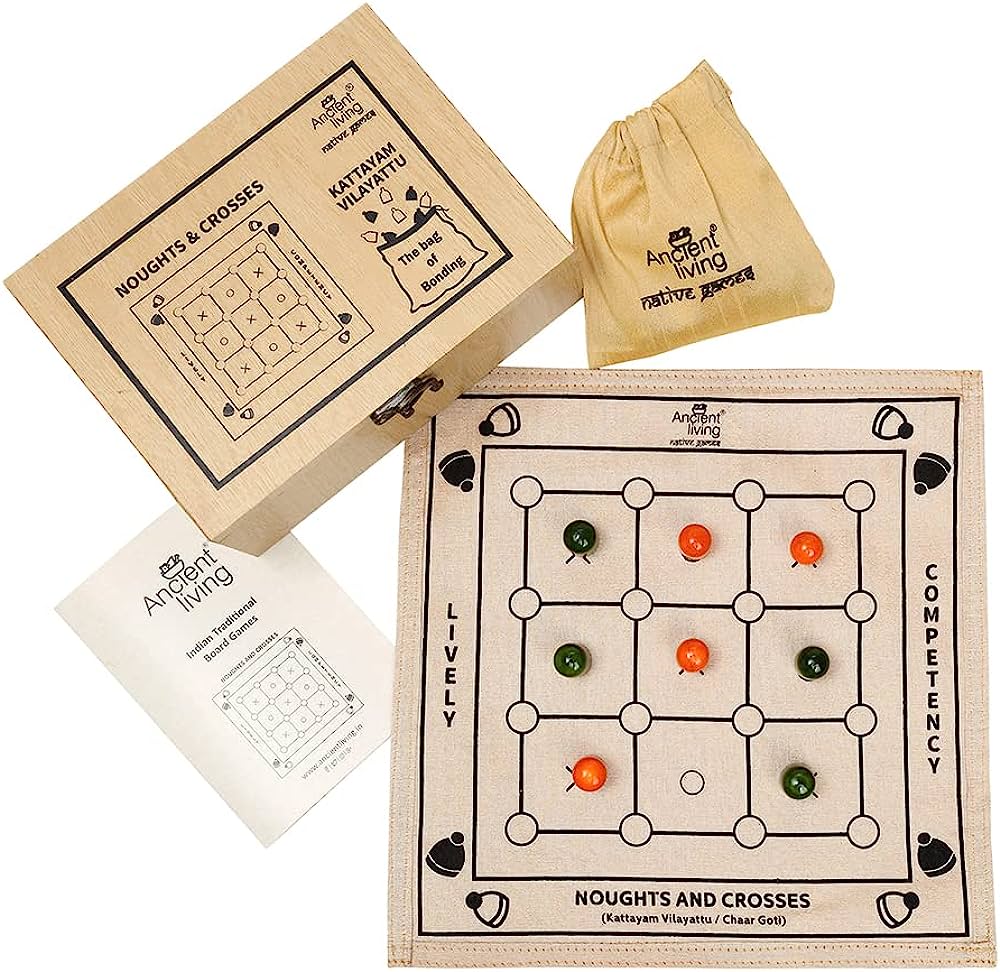 Ancient®
living
native games
KATTAYAM
VILAYATTU
The bag
of
Bonding
NOUGHTS & CROSSES
Ancient®
living
native games
Ancient
living
Indian Traditional
Board Games
NOUGHTS AND CROSSES
www.ancientliving.in
Ancient®
living
native games
LIVELY
COMPETENCY
NOUGHTS AND CROSSES
(Kattayam Vilayattu / Chaar Goti)